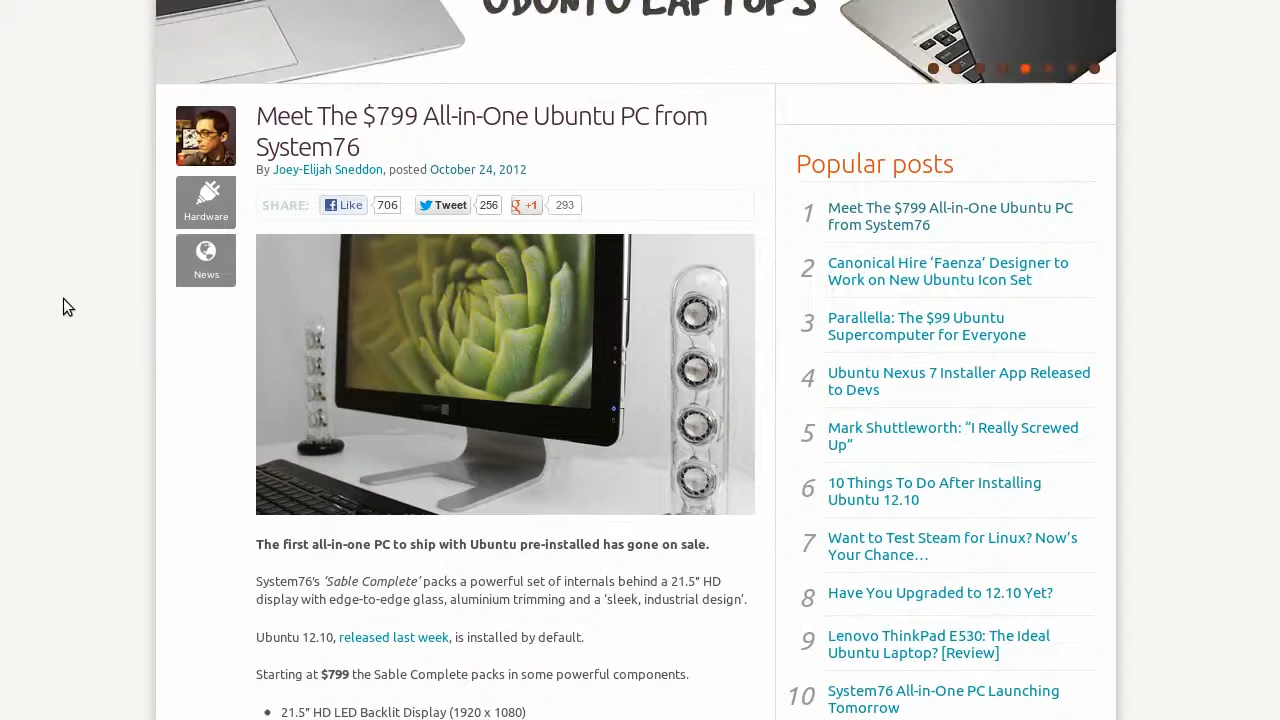 UBUNTU LAPTOPS
Meet The $799 All-in-One Ubuntu PC from
System76
By Joey-Elijah Sneddon, posted October 24, 2012
SHARE: Like 706 Tweet 256 +1 293
Hardware
News
The first all-in-one PC to ship with Ubuntu pre-installed has gone on sale.
System76's ‘Sable Complete’ packs a powerful set of internals behind a 21.5" HD
display with edge-to-edge glass, aluminium trimming and a ‘sleek, industrial design’.
Ubuntu 12.10, released last week, is installed by default.
Starting at $799 the Sable Complete packs in some powerful components.
• 21.5" HD LED Backlit Display (1920 x 1080)
Popular posts
1 Meet The $799 All-in-One Ubuntu PC
from System76
2 Canonical Hire ‘Faenza’ Designer to
Work on New Ubuntu Icon Set
3 Parallella: The $99 Ubuntu
Supercomputer for Everyone
4 Ubuntu Nexus 7 Installer App Released
to Devs
5 Mark Shuttleworth: “I Really Screwed
Up”
6 10 Things To Do After Installing
Ubuntu 12.10
7 Want to Test Steam for Linux? Now’s
Your Chance…
8 Have You Upgraded to 12.10 Yet?
9 Lenovo ThinkPad E530: The Ideal
Ubuntu Laptop? [Review]
10 System76 All-in-One PC Launching
Tomorrow